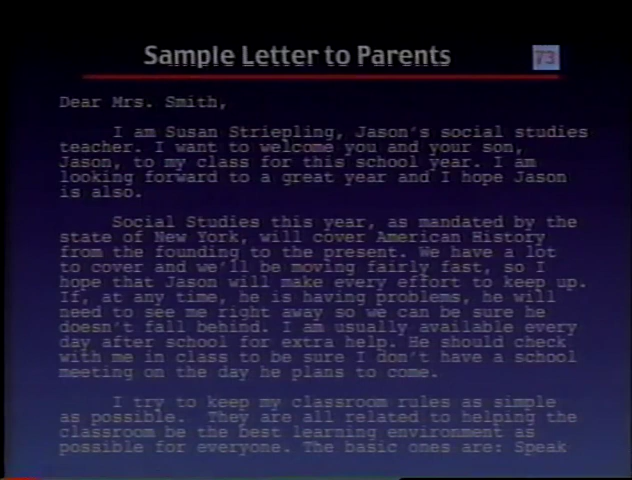 Sample Letter to Parents 73
Dear Mrs. Smith,
I am Susan Striepling, Jason's social studies
teacher. I want to welcome you and your son,
Jason, to my class for this school year. I am
looking forward to a great year and I hope Jason
is also.
Social Studies this year, as mandated by the
state of New York, will cover American History
from the founding to the present. We have a lot
to cover and we'll be moving fairly fast, so I
hope that Jason will make every effort to keep up.
If, at any time, he is having problems, he will
need to see me right away so we can be sure he
doesn't fall behind. I am usually available every
day after school for extra help. He should check
with me in class to be sure I don't have a school
meeting on the day he plans to come.
I try to keep my classroom rules as simple
as possible. They are all related to helping the
classroom be the best learning environment as
possible for everyone. The basic ones are: Speak